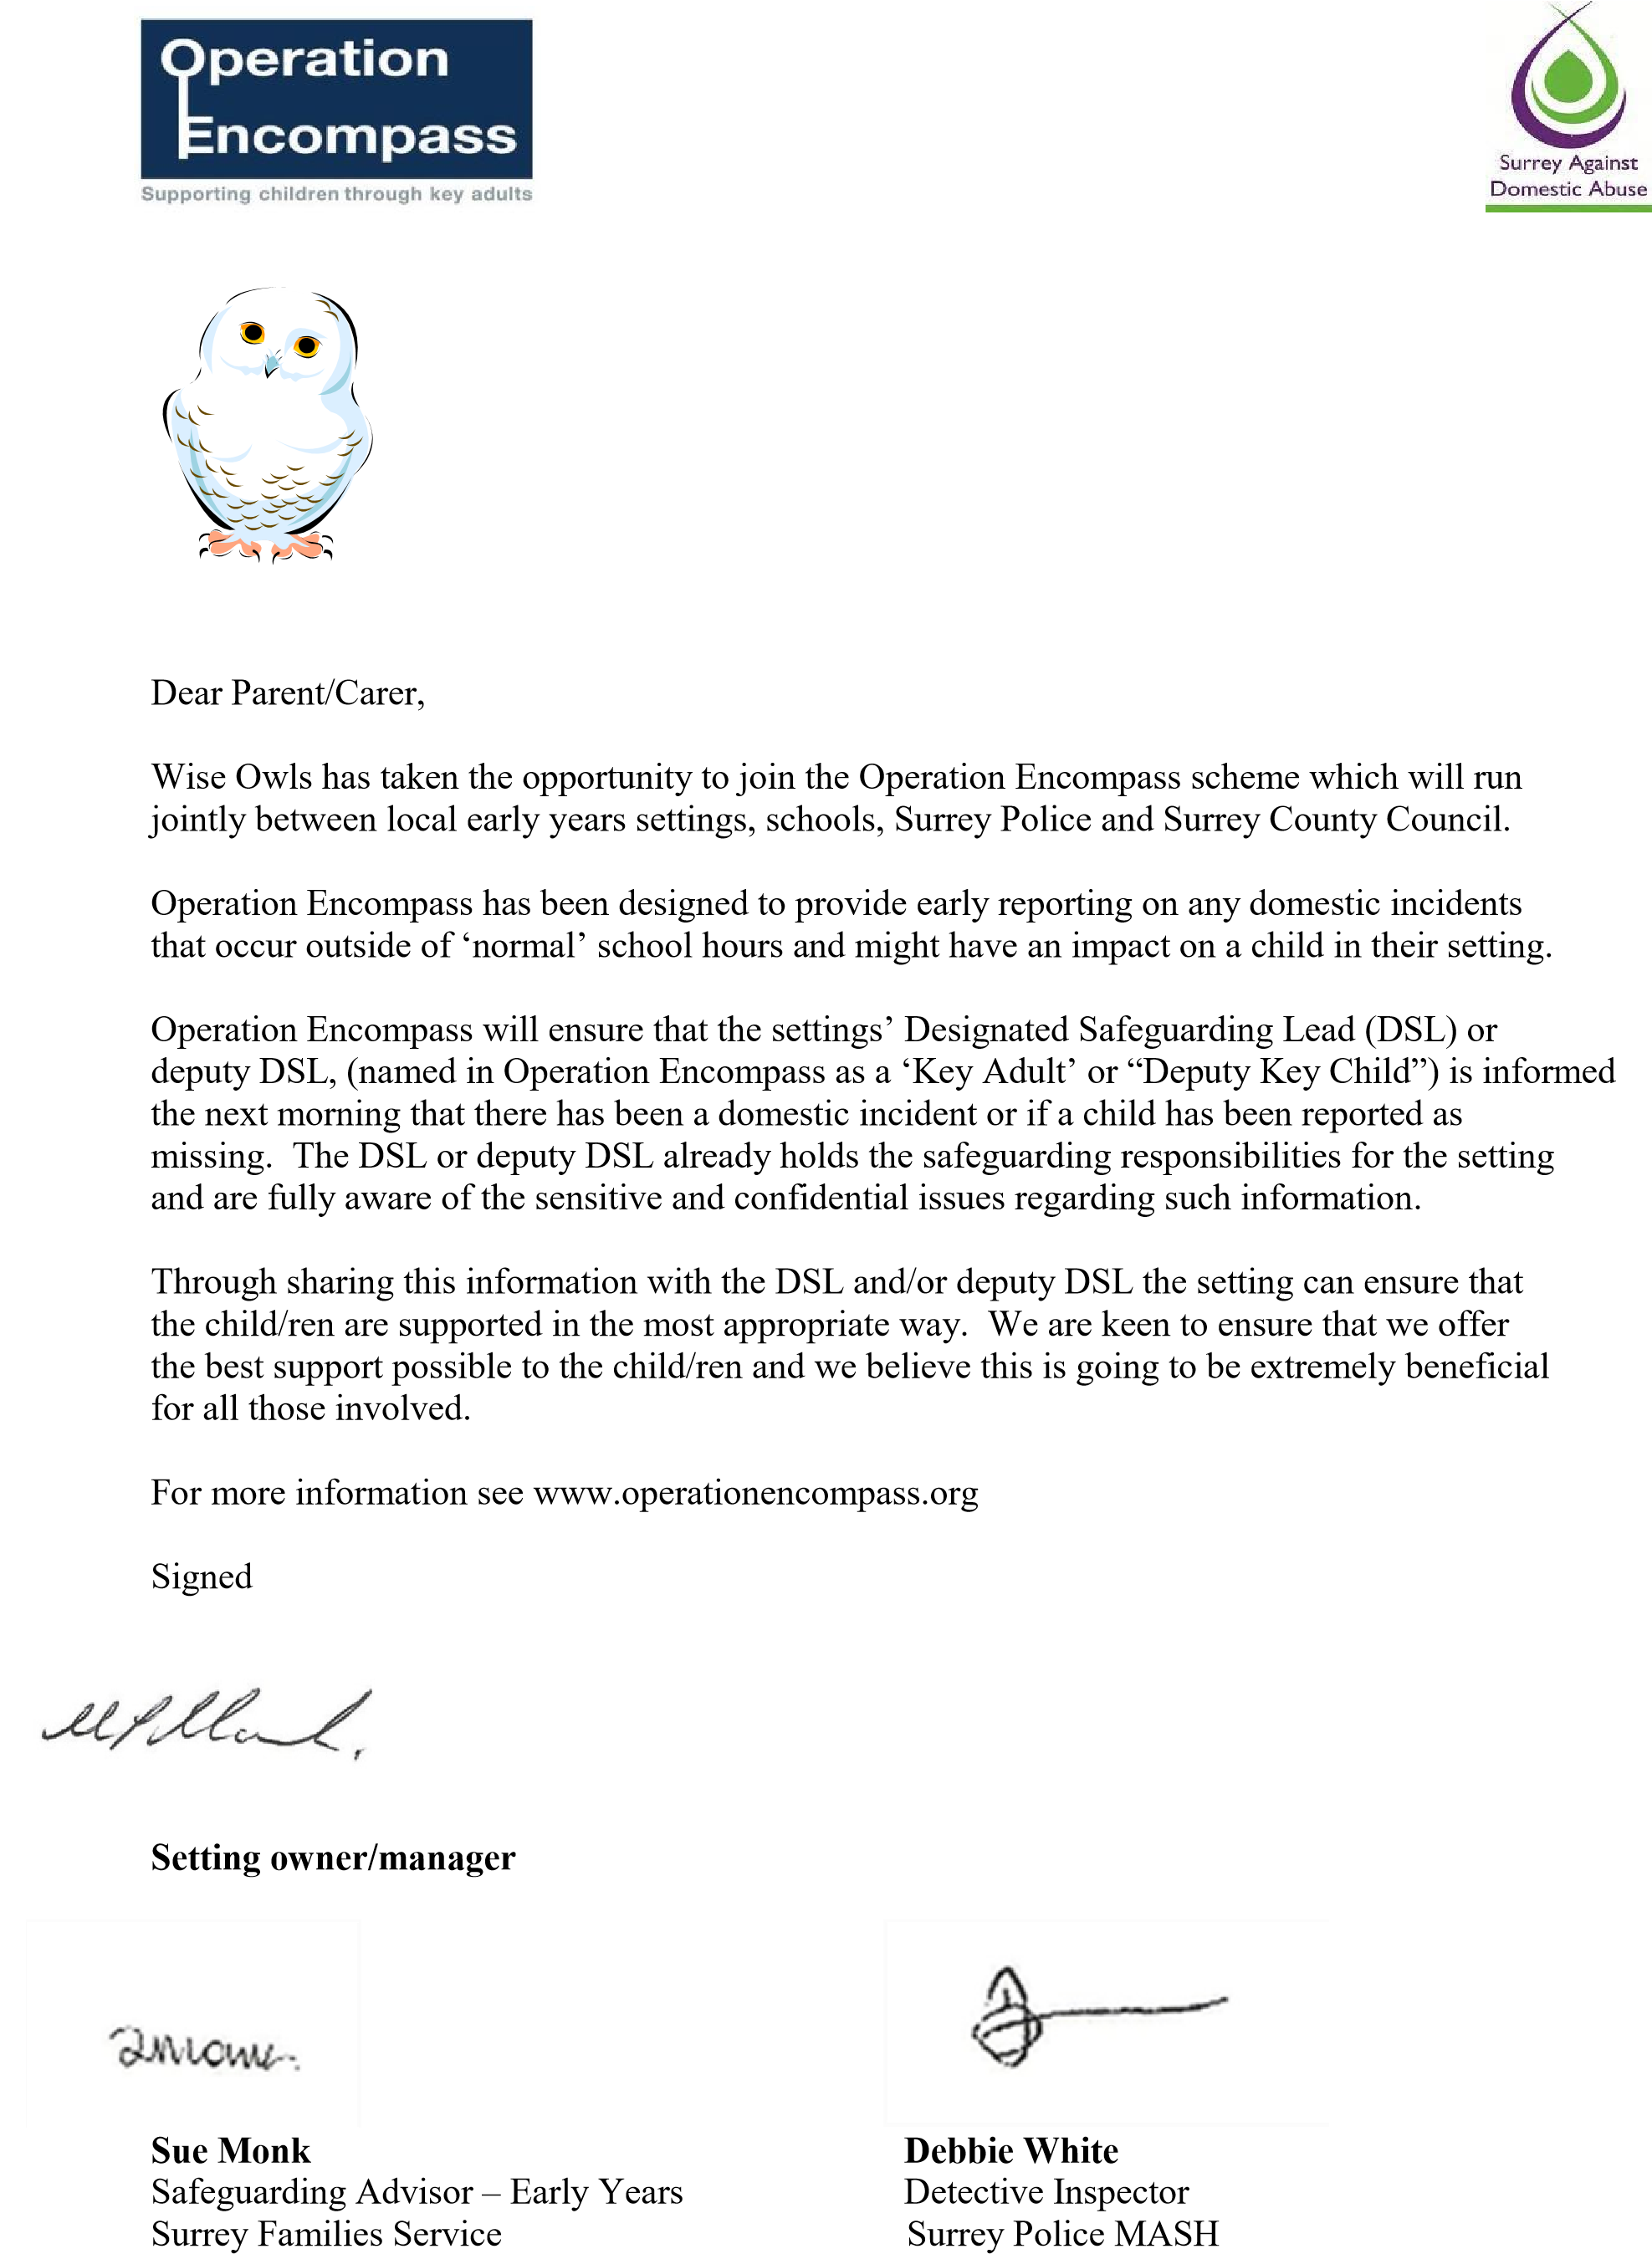 Operation
Encompass
Supporting children through key adults
Surrey Against
Domestic Abuse
Dear Parent/Carer,
Wise Owls has taken the opportunity to join the Operation Encompass scheme which will run
jointly between local early years settings, schools, Surrey Police and Surrey County Council.
Operation Encompass has been designed to provide early reporting on any domestic incidents
that occur outside of ‘normal’ school hours and might have an impact on a child in their setting.
Operation Encompass will ensure that the settings’ Designated Safeguarding Lead (DSL) or
deputy DSL, (named in Operation Encompass as a ‘Key Adult’ or “Deputy Key Child”) is informed
the next morning that there has been a domestic incident or if a child has been reported as
missing.  The DSL or deputy DSL already holds the safeguarding responsibilities for the setting
and are fully aware of the sensitive and confidential issues regarding such information.
Through sharing this information with the DSL and/or deputy DSL the setting can ensure that
the child/ren are supported in the most appropriate way.  We are keen to ensure that we offer
the best support possible to the child/ren and we believe this is going to be extremely beneficial
for all those involved.
For more information see www.operationencompass.org
Signed
Setting owner/manager
Sue Monk
Safeguarding Advisor – Early Years
Surrey Families Service
Debbie White
Detective Inspector
Surrey Police MASH